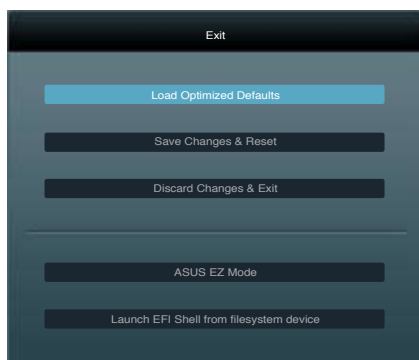 Exit
Load Optimized Defaults
Save Changes & Reset
Discard Changes & Exit
ASUS EZ Mode
Launch EFI Shell from filesystem device